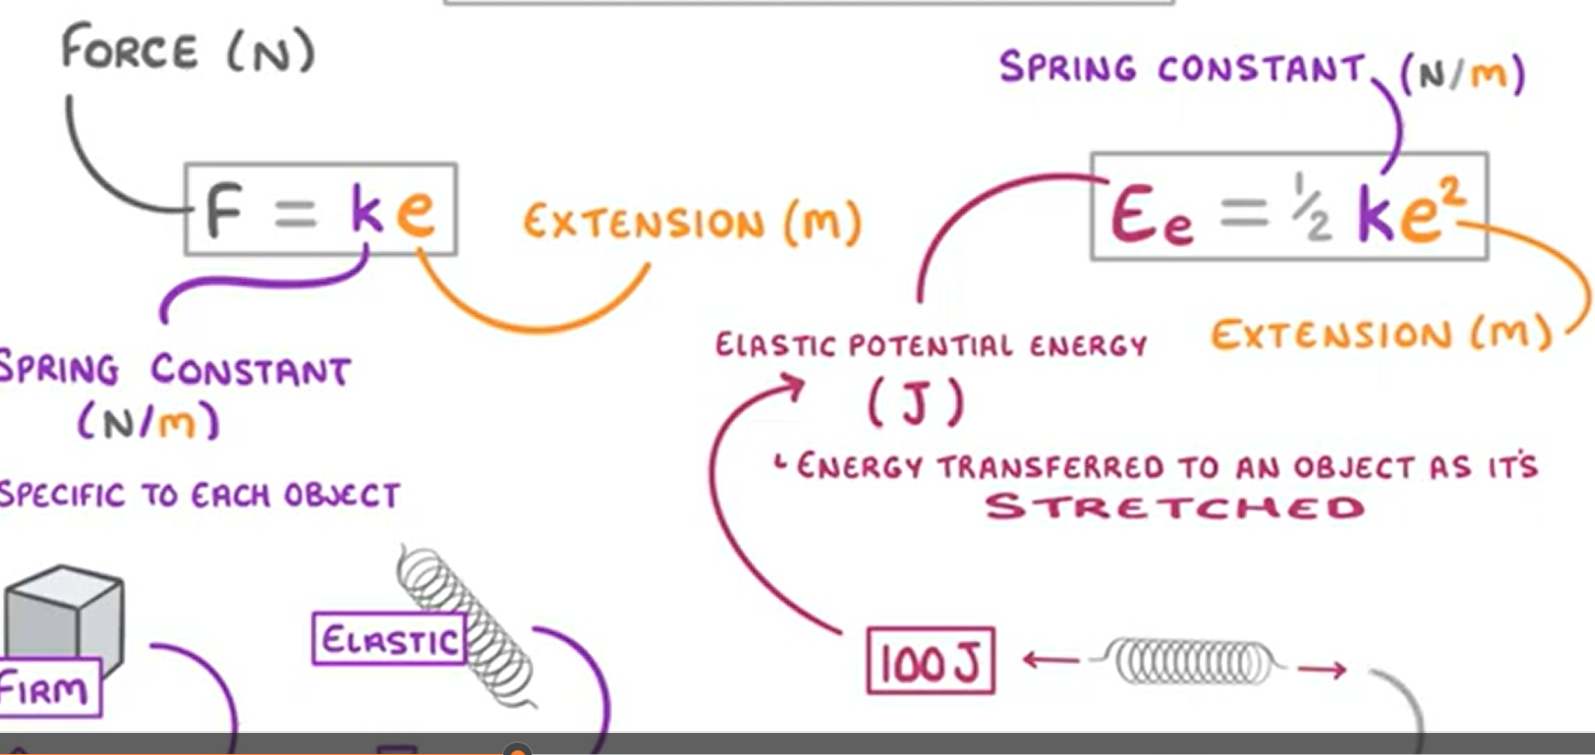 FORCE (N)
F = ke
EXTENSION (M)
SPRING CONSTANT
(N/m)
SPECIFIC TO EACH OBJECT
FIRM
ELASTIC
SPRING CONSTANT (N/m)
Ee = ½ ke²
ELASTIC POTENTIAL ENERGY
(J)
EXTENSION (M)
ENERGY TRANSFERRED TO AN OBJECT AS IT'S
STRETCHED
100J